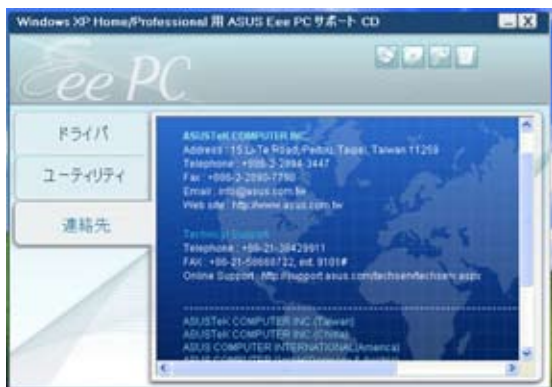 Windows XP Home/Professional 用 ASUS Eee PC サポート CD
Eee PC
ドライバ
ユーティリティ
連絡先
ASUSTeK COMPUTER INC.
Address : 15 Li-Te Road, Peitou, Taipei, Taiwan 11259
Telephone : +886-2-2894-3447
Fax : +886-2-2890-7798
Email : info@asus.com.tw
Web site : http://www.asus.com.tw
Technical Support
Telephone : +86-21-38429911
FAX : +86-21-58668722, ext. 9101#
Online Support : http://support.asus.com/techserv/techserv.aspx
ASUSTeK COMPUTER INC.(Taiwan)
ASUSTeK COMPUTER INC.(China)
ASUS COMPUTER INTERNATIONAL(America)
ASUS COMPUTER GmbH(Germany & Austria)